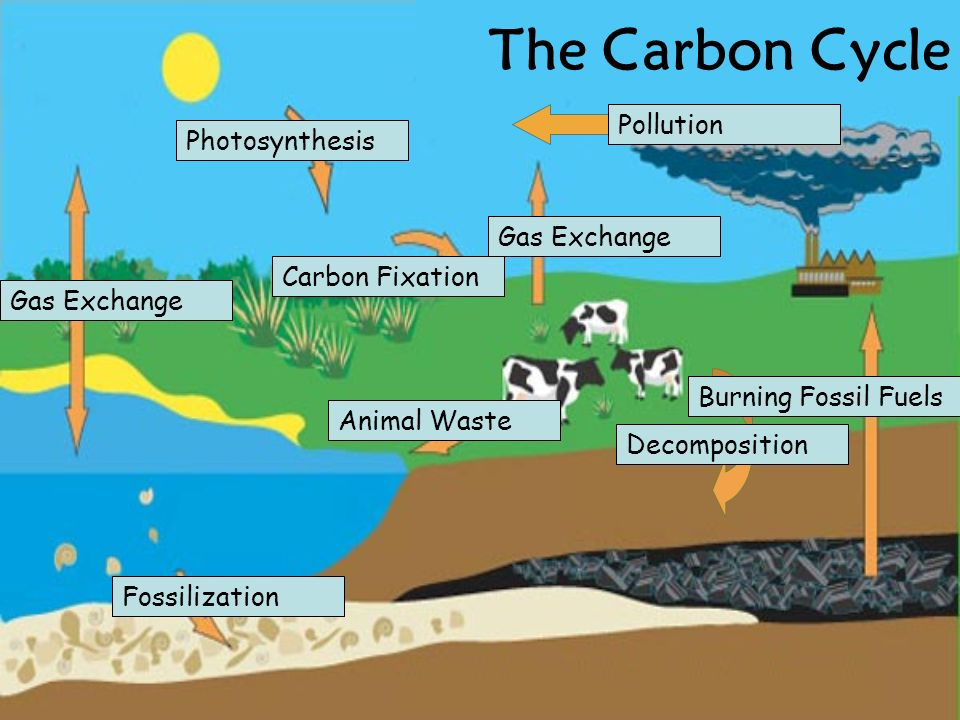 The Carbon Cycle
Pollution
Photosynthesis
Gas Exchange
Carbon Fixation
Gas Exchange
Burning Fossil Fuels
Animal Waste
Decomposition
Fossilization